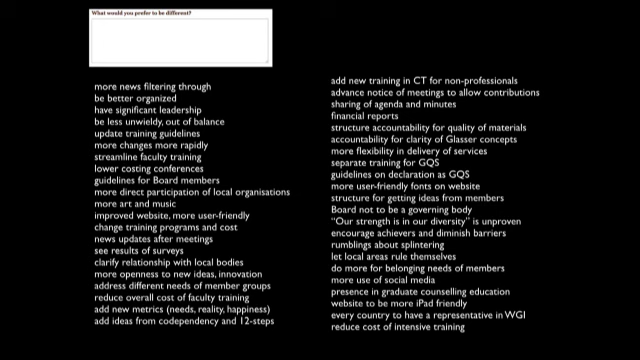 What would you prefer to be different?
more news filtering through
be better organized
have significant leadership
be less unwieldy, out of balance
update training guidelines
more changes more rapidly
streamline faculty training
lower costing conferences
guidelines for Board members
more direct participation of local organisations
more art and music
improved website, more user-friendly
change training programs and cost
news updates after meetings
see results of surveys
clarify relationship with local bodies
more openness to new ideas, innovation
address different needs of member groups
reduce overall cost of faculty training
add new metrics (needs, reality, happiness)
add ideas from codependency and 12-steps
add new training in CT for non-professionals
advance notice of meetings to allow contributions
sharing of agenda and minutes
financial reports
structure accountability for quality of materials
accountability for clarity of Glasser concepts
more flexibility in delivery of services
separate training for GQS
guidelines on declaration as GQS
more user-friendly fonts on website
structure for getting ideas from members
Board not to be a governing body
“Our strength is in our diversity” is unproven
encourage achievers and diminish barriers
rumblings about splintering
let local areas rule themselves
do more for belonging needs of members
more use of social media
presence in graduate counselling education
website to be more iPad friendly
every country to have a representative in WGI
reduce cost of intensive training